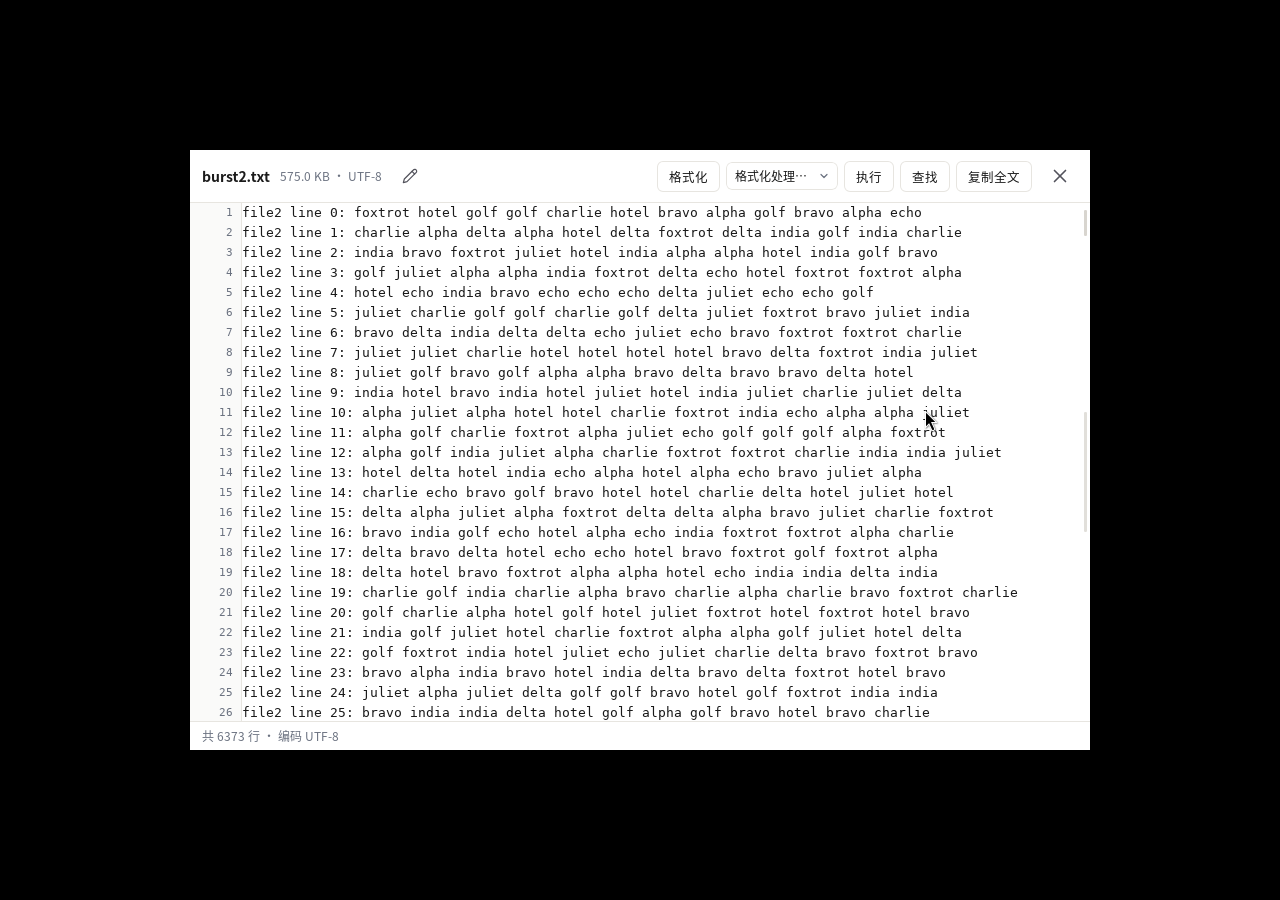 burst2.txt 575.0 KB • UTF-8 格式化 格式化处理… 执行 查找 复制全文
1 file2 line 0: foxtrot hotel golf golf charlie hotel bravo alpha golf bravo alpha echo
2 file2 line 1: charlie alpha delta alpha hotel delta foxtrot delta india golf india charlie
3 file2 line 2: india bravo foxtrot juliet hotel india alpha alpha hotel india golf bravo
4 file2 line 3: golf juliet alpha alpha india foxtrot delta echo hotel foxtrot foxtrot alpha
5 file2 line 4: hotel echo india bravo echo echo echo delta juliet echo echo golf
6 file2 line 5: juliet charlie golf golf charlie golf delta juliet foxtrot bravo juliet india
7 file2 line 6: bravo delta india delta delta echo juliet echo bravo foxtrot foxtrot charlie
8 file2 line 7: juliet juliet charlie hotel hotel hotel hotel bravo delta foxtrot india juliet
9 file2 line 8: juliet golf bravo golf alpha alpha bravo delta bravo bravo delta hotel
10 file2 line 9: india hotel bravo india hotel juliet hotel india juliet charlie juliet delta
11 file2 line 10: alpha juliet alpha hotel hotel charlie foxtrot india echo alpha alpha juliet
12 file2 line 11: alpha golf charlie foxtrot alpha juliet echo golf golf golf alpha foxtrot
13 file2 line 12: alpha golf india juliet alpha charlie foxtrot foxtrot charlie india india juliet
14 file2 line 13: hotel delta hotel india echo alpha hotel alpha echo bravo juliet alpha
15 file2 line 14: charlie echo bravo golf bravo hotel hotel charlie delta hotel juliet hotel
16 file2 line 15: delta alpha juliet alpha foxtrot delta delta alpha bravo juliet charlie foxtrot
17 file2 line 16: bravo india golf echo hotel alpha echo india foxtrot foxtrot alpha charlie
18 file2 line 17: delta bravo delta hotel echo echo hotel bravo foxtrot golf foxtrot alpha
19 file2 line 18: delta hotel bravo foxtrot alpha alpha hotel echo india india delta india
20 file2 line 19: charlie golf india charlie alpha bravo charlie alpha charlie bravo foxtrot charlie
21 file2 line 20: golf charlie alpha hotel golf hotel juliet foxtrot hotel foxtrot hotel bravo
22 file2 line 21: india golf juliet hotel charlie foxtrot alpha alpha golf juliet hotel delta
23 file2 line 22: golf foxtrot india hotel juliet echo juliet charlie delta bravo foxtrot bravo
24 file2 line 23: bravo alpha india bravo hotel india delta bravo delta foxtrot hotel bravo
25 file2 line 24: juliet alpha juliet delta golf golf bravo hotel golf foxtrot india india
26 file2 line 25: bravo india india delta hotel golf alpha golf bravo hotel bravo charlie
共 6373 行 • 编码 UTF-8